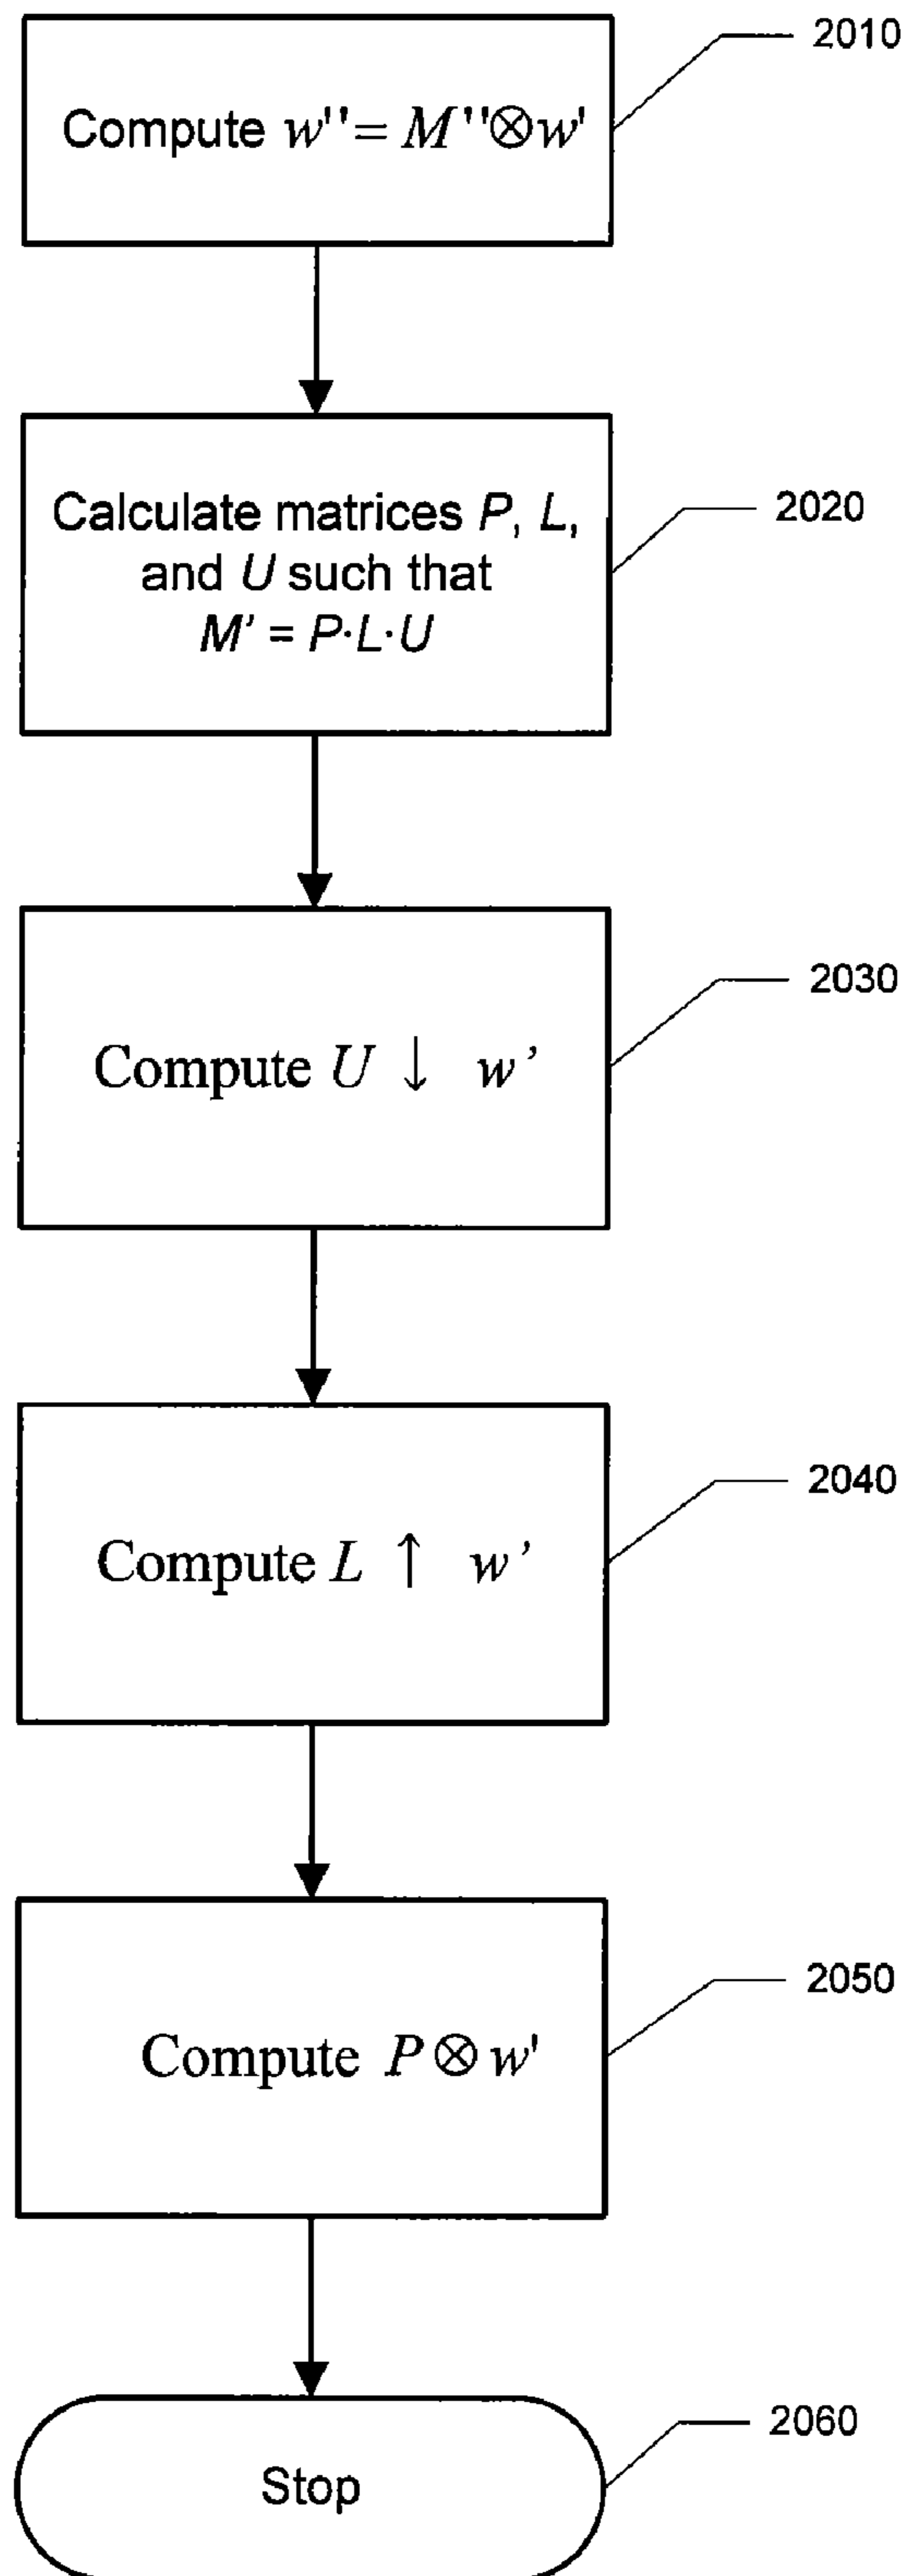 2010
Compute w''= M''⊗w'
2020
Calculate matrices P, L,
and U such that
M’ = P·L·U
2030
Compute U ↓ w’
2040
Compute L ↑ w’
2050
Compute P⊗w'
2060
Stop